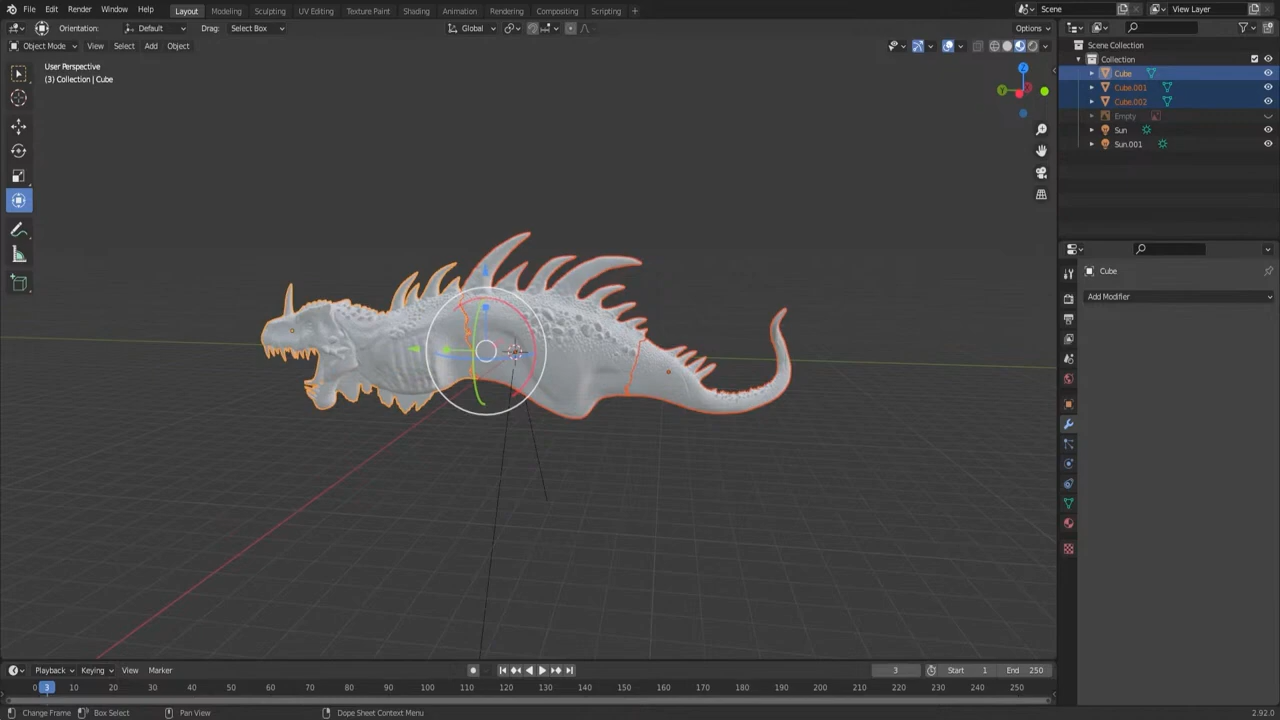 File Edit Render Window Help Layout Modeling Sculpting UV Editing Texture Paint Shading Animation Rendering Compositing Scripting + Scene View Layer
Orientation: Default Drag: Select Box Global Options
Object Mode View Select Add Object
User Perspective
(3) Collection | Cube
Z
Y
Scene Collection
Collection
Cube
Cube.001
Cube.002
Empty
Sun
Sun.001
Cube
Add Modifier
Playback Keying View Marker 3 Start 1 End 250
0 3 10 20 30 40 50 60 70 80 90 100 110 120 130 140 150 160 170 180 190 200 210 220 230 240 250
Change Frame Box Select Pan View Dope Sheet Context Menu 2.92.0